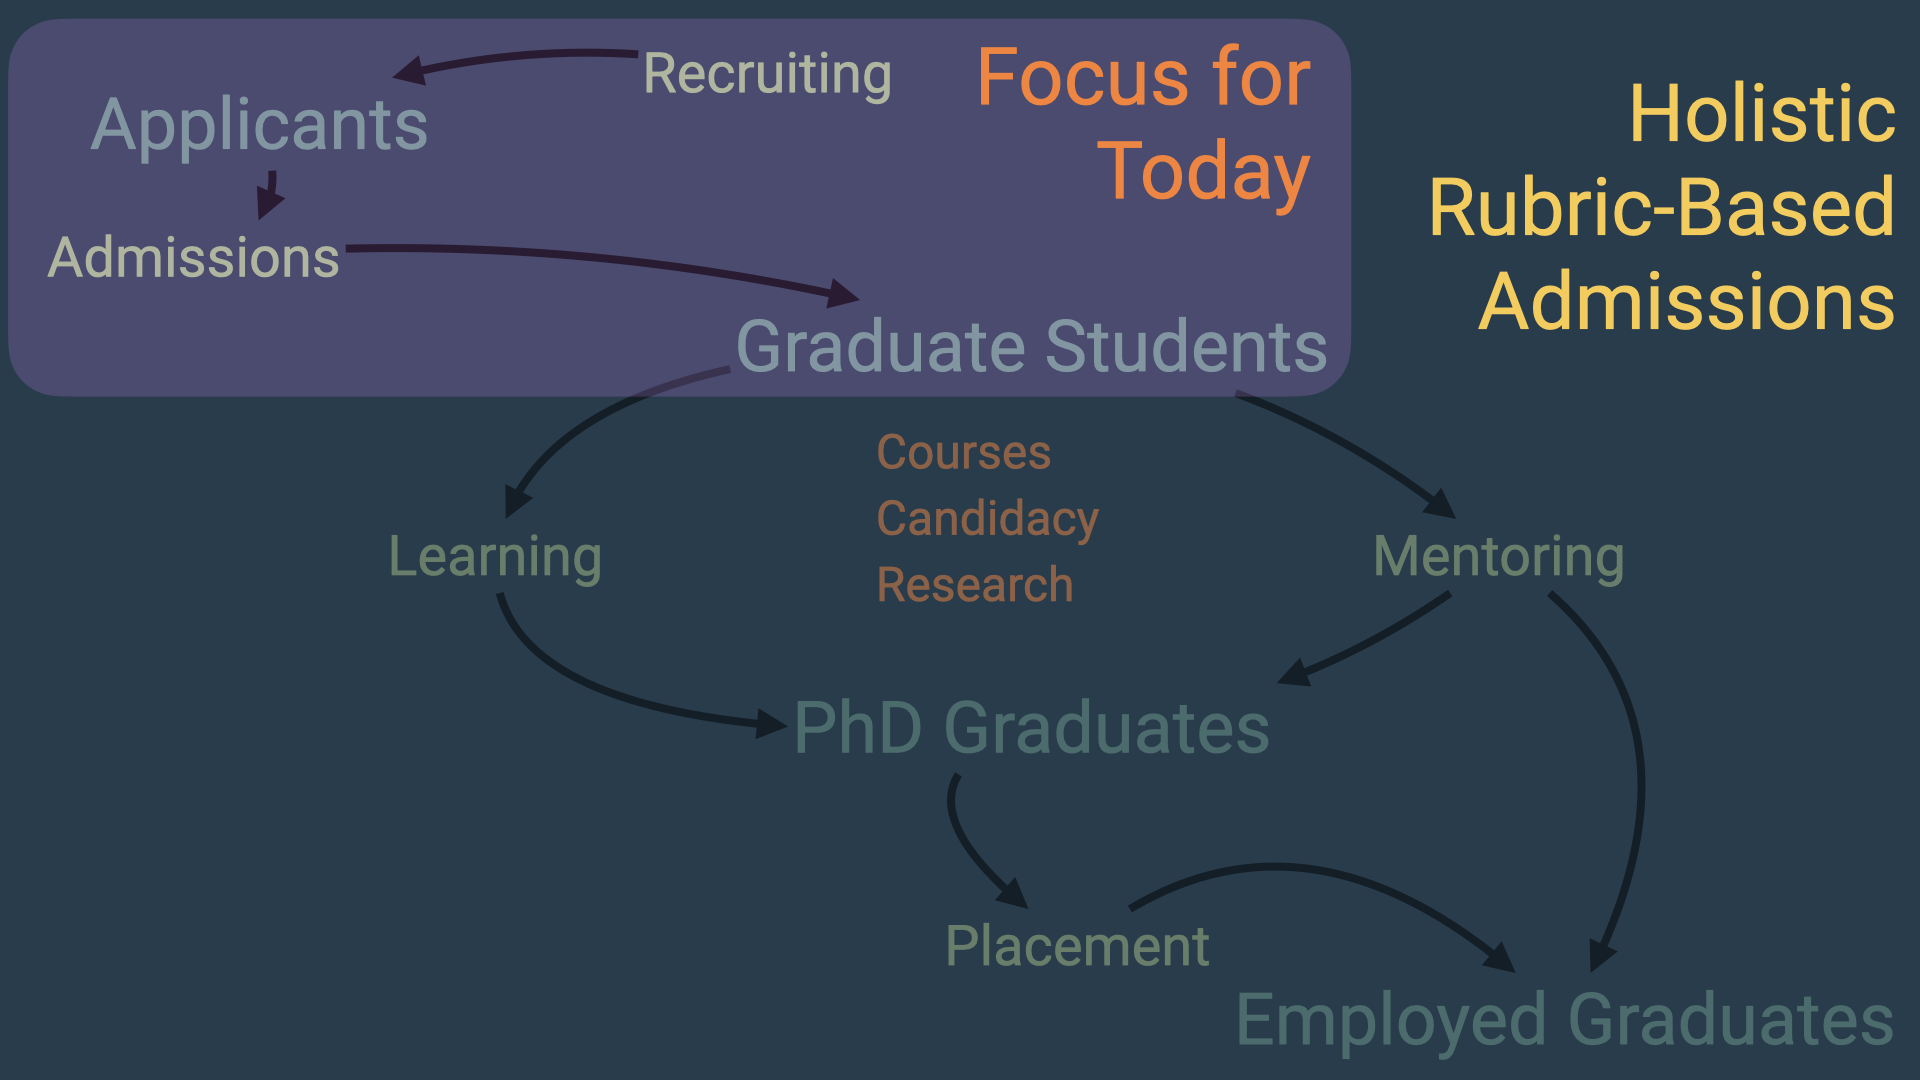 Recruiting
Focus for
Today
Applicants
Admissions
Graduate Students
Holistic
Rubric-Based
Admissions
Courses
Candidacy
Research
Learning
Mentoring
PhD Graduates
Placement
Employed Graduates